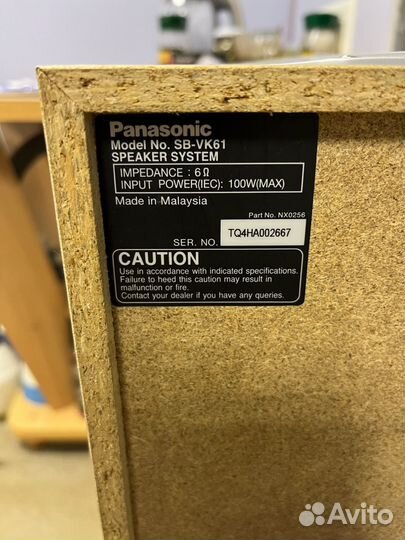 Panasonic
Model No. SB-VK61
SPEAKER SYSTEM
IMPEDANCE : 6Ω
INPUT POWER(IEC): 100W(MAX)
Made in Malaysia
Part No. NX0256
SER. NO. TQ4HA002667
CAUTION
Use in accordance with indicated specifications.
Failure to heed this caution may result in
malfunction or fire.
Contact your dealer if you have any queries.
Avito